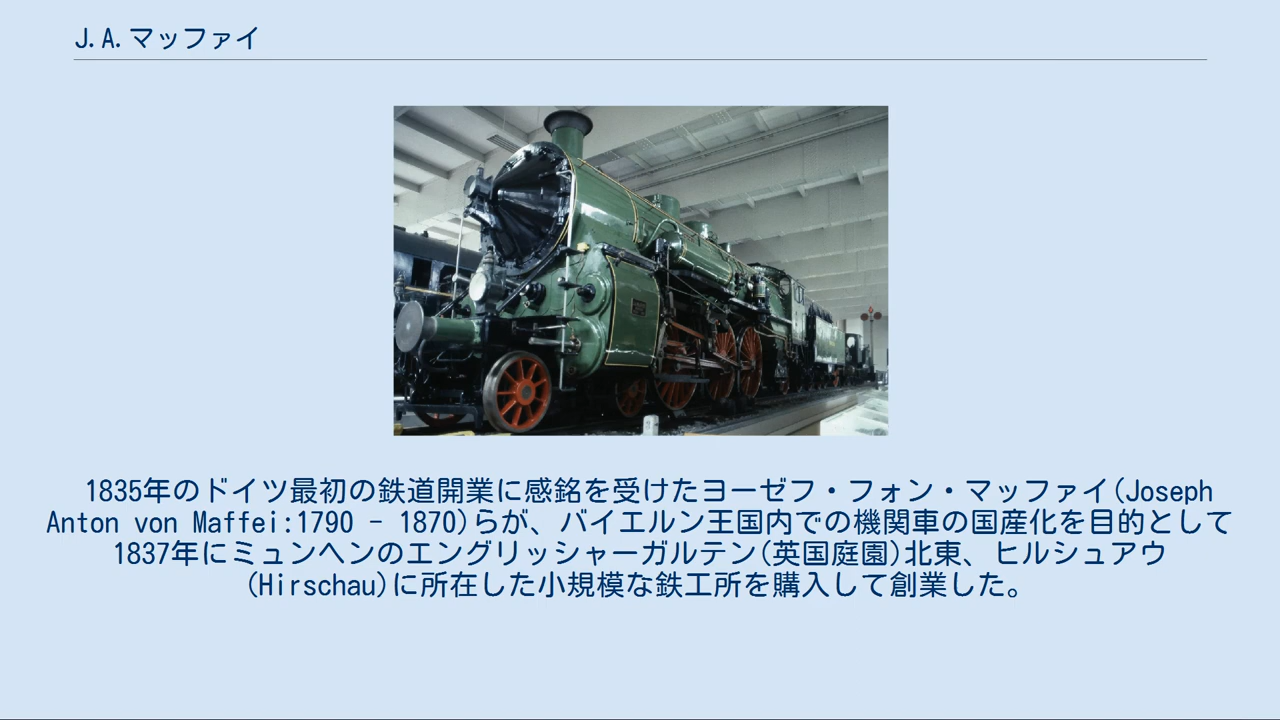 J.A.マッファイ
1835年のドイツ最初の鉄道開業に感銘を受けたヨーゼフ・フォン・マッファイ(Joseph
Anton von Maffei:1790 - 1870)らが、バイエルン王国内での機関車の国産化を目的として
1837年にミュンヘンのエングリッシャーガルテン(英国庭園)北東、ヒルシュアウ
(Hirschau)に所在した小規模な鉄工所を購入して創業した。